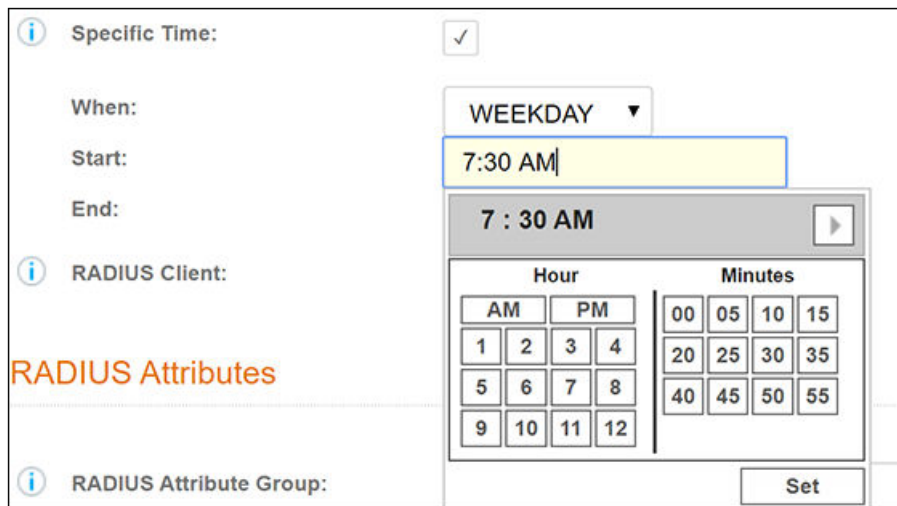 Specific Time:
When:
WEEKDAY
Start:
7:30 AM
End:
7 : 30 AM
RADIUS Client:
Hour
Minutes
AM PM
00 05 10 15
1 2 3 4
20 25 30 35
5 6 7 8
40 45 50 55
9 10 11 12
RADIUS Attributes
RADIUS Attribute Group:
Set